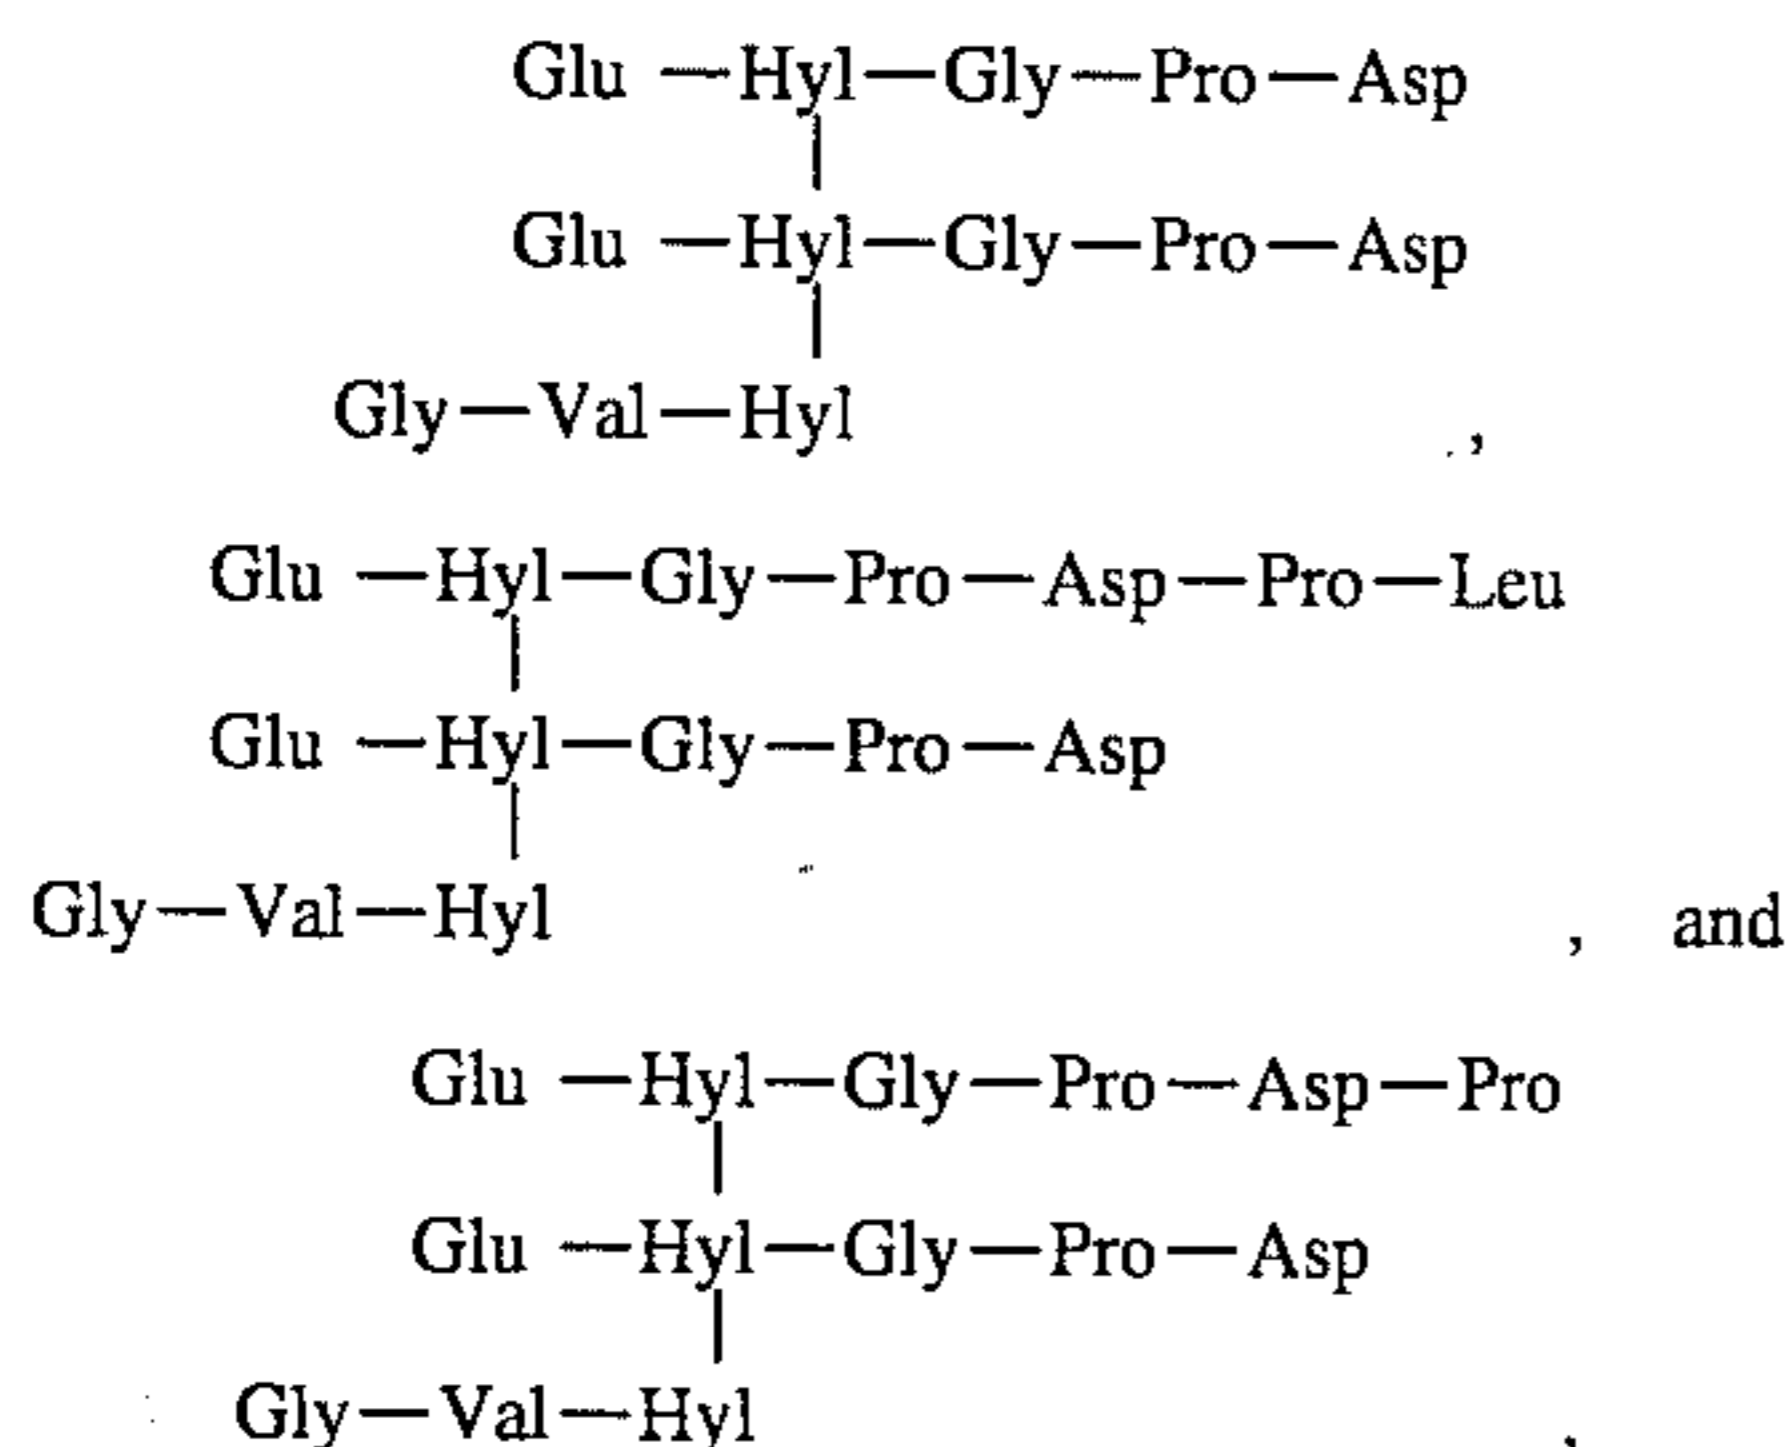 Glu — Hyl — Gly — Pro — Asp
Glu — Hyl — Gly — Pro — Asp
Gly — Val — Hyl ,
Glu — Hyl — Gly — Pro — Asp — Pro — Leu
Glu — Hyl — Gly — Pro — Asp
Gly — Val — Hyl , and
Glu — Hyl — Gly — Pro — Asp — Pro
Glu — Hyl — Gly — Pro — Asp
Gly — Val — Hyl ,